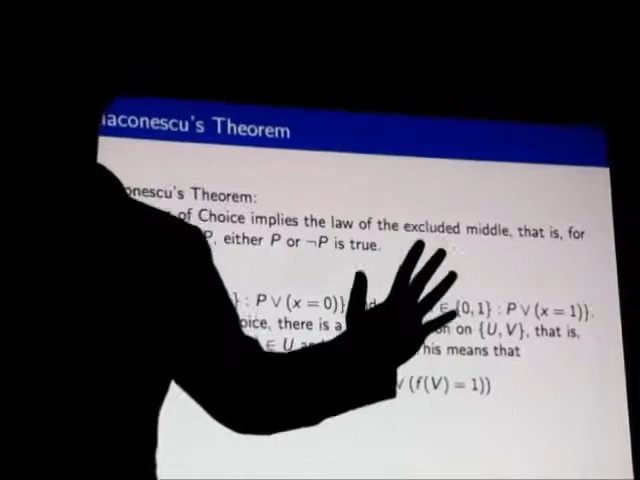 iaconescu's Theorem
onescu's Theorem:
of Choice implies the law of the excluded middle, that is, for
P, either P or ¬P is true.
} : P ∨ (x = 0)} ∈ {0, 1} : P ∨ (x = 1)}.
oice, there is a on on {U, V}, that is,
∈ U his means that
∨ (f(V) = 1))